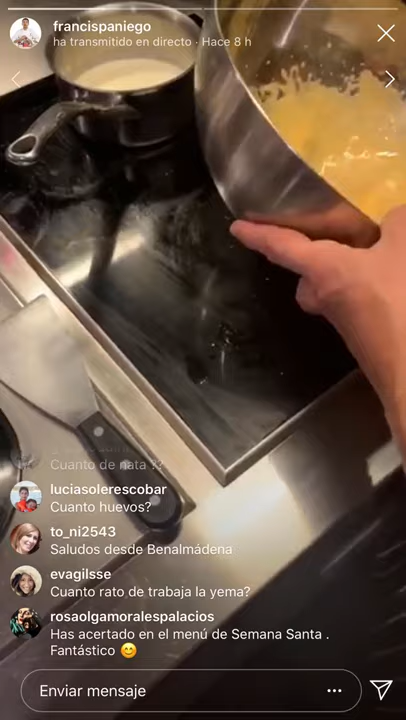 francispaniego
ha transmitido en directo · Hace 8 h
Cuanto de nata ??
luciasolerescobar
Cuanto huevos?
to_ni2543
Saludos desde Benalmádena
evagilsse
Cuanto rato de trabaja la yema?
rosaolgamoralespalacios
Has acertado en el menú de Semana Santa .
Fantástico 😊
Enviar mensaje